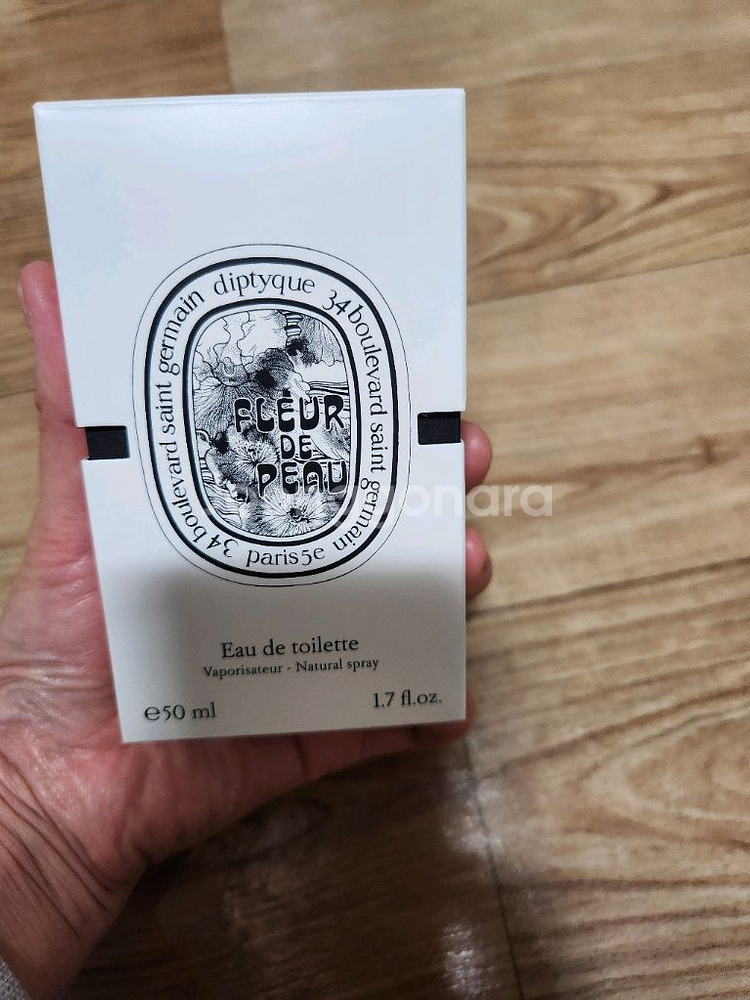 diptyque 34 boulevard saint germain paris5e 34 boulevard saint germain
FLEUR
DE
PEAU
Eau de toilette
Vaporisateur - Natural spray
e50 ml 1.7 fl.oz.